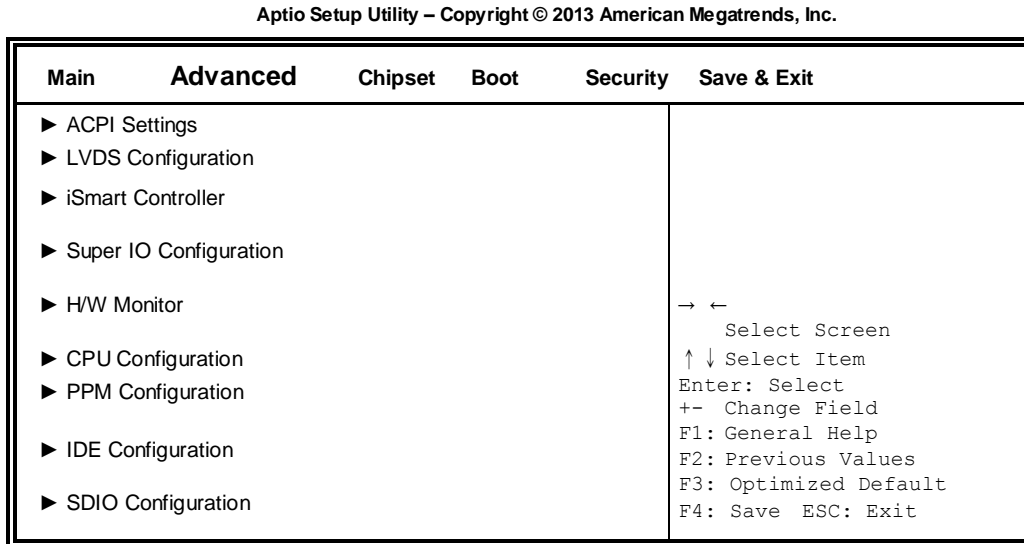 Aptio Setup Utility – Copyright © 2013 American Megatrends, Inc.
Main Advanced Chipset Boot Security Save & Exit
► ACPI Settings
► LVDS Configuration
► iSmart Controller
► Super IO Configuration
► H/W Monitor
► CPU Configuration
► PPM Configuration
► IDE Configuration
► SDIO Configuration
→ ←
Select Screen
↑↓ Select Item
Enter: Select
+- Change Field
F1: General Help
F2: Previous Values
F3: Optimized Default
F4: Save ESC: Exit